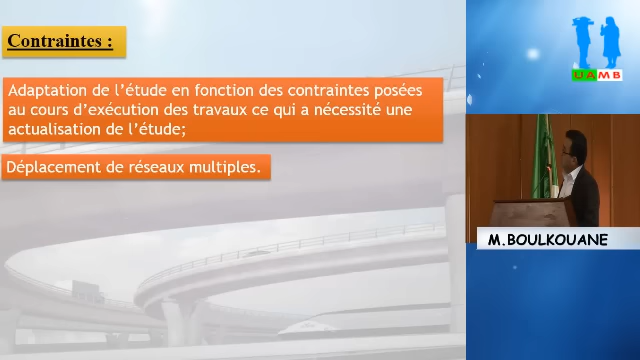 Contraintes :
Adaptation de l’étude en fonction des contraintes posées
au cours d’exécution des travaux ce qui a nécessité une
actualisation de l’étude;
Déplacement de réseaux multiples.
UAMB
M.BOULKOUANE